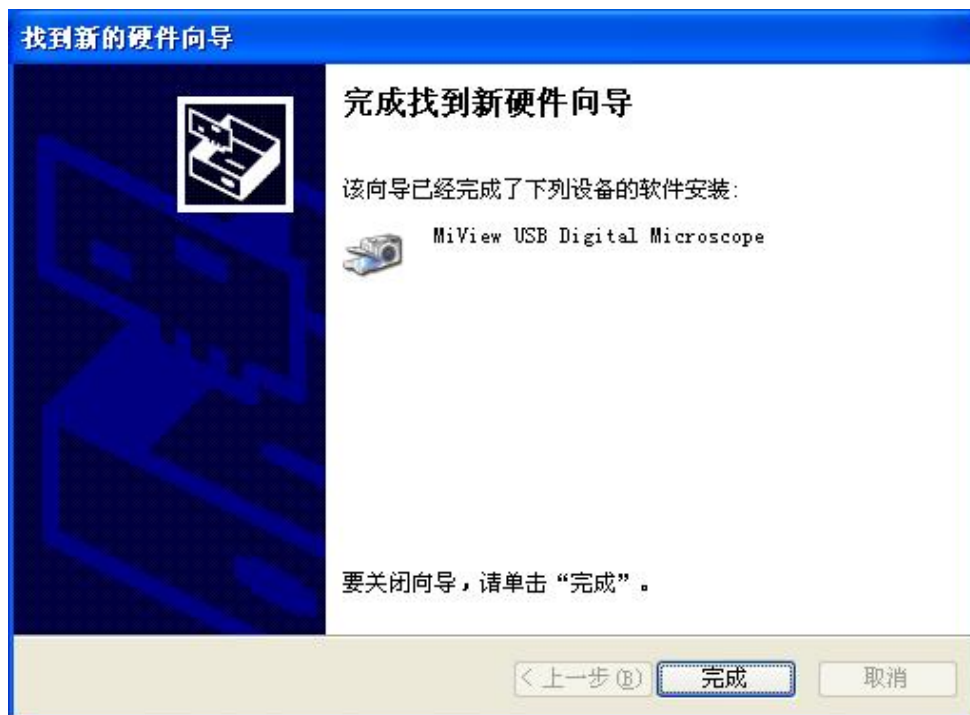 找到新的硬件向导
完成找到新硬件向导
该向导已经完成了下列设备的软件安装:
MiView USB Digital Microscope
要关闭向导,请单击“完成”。
< 上一步(B) 完成 取消